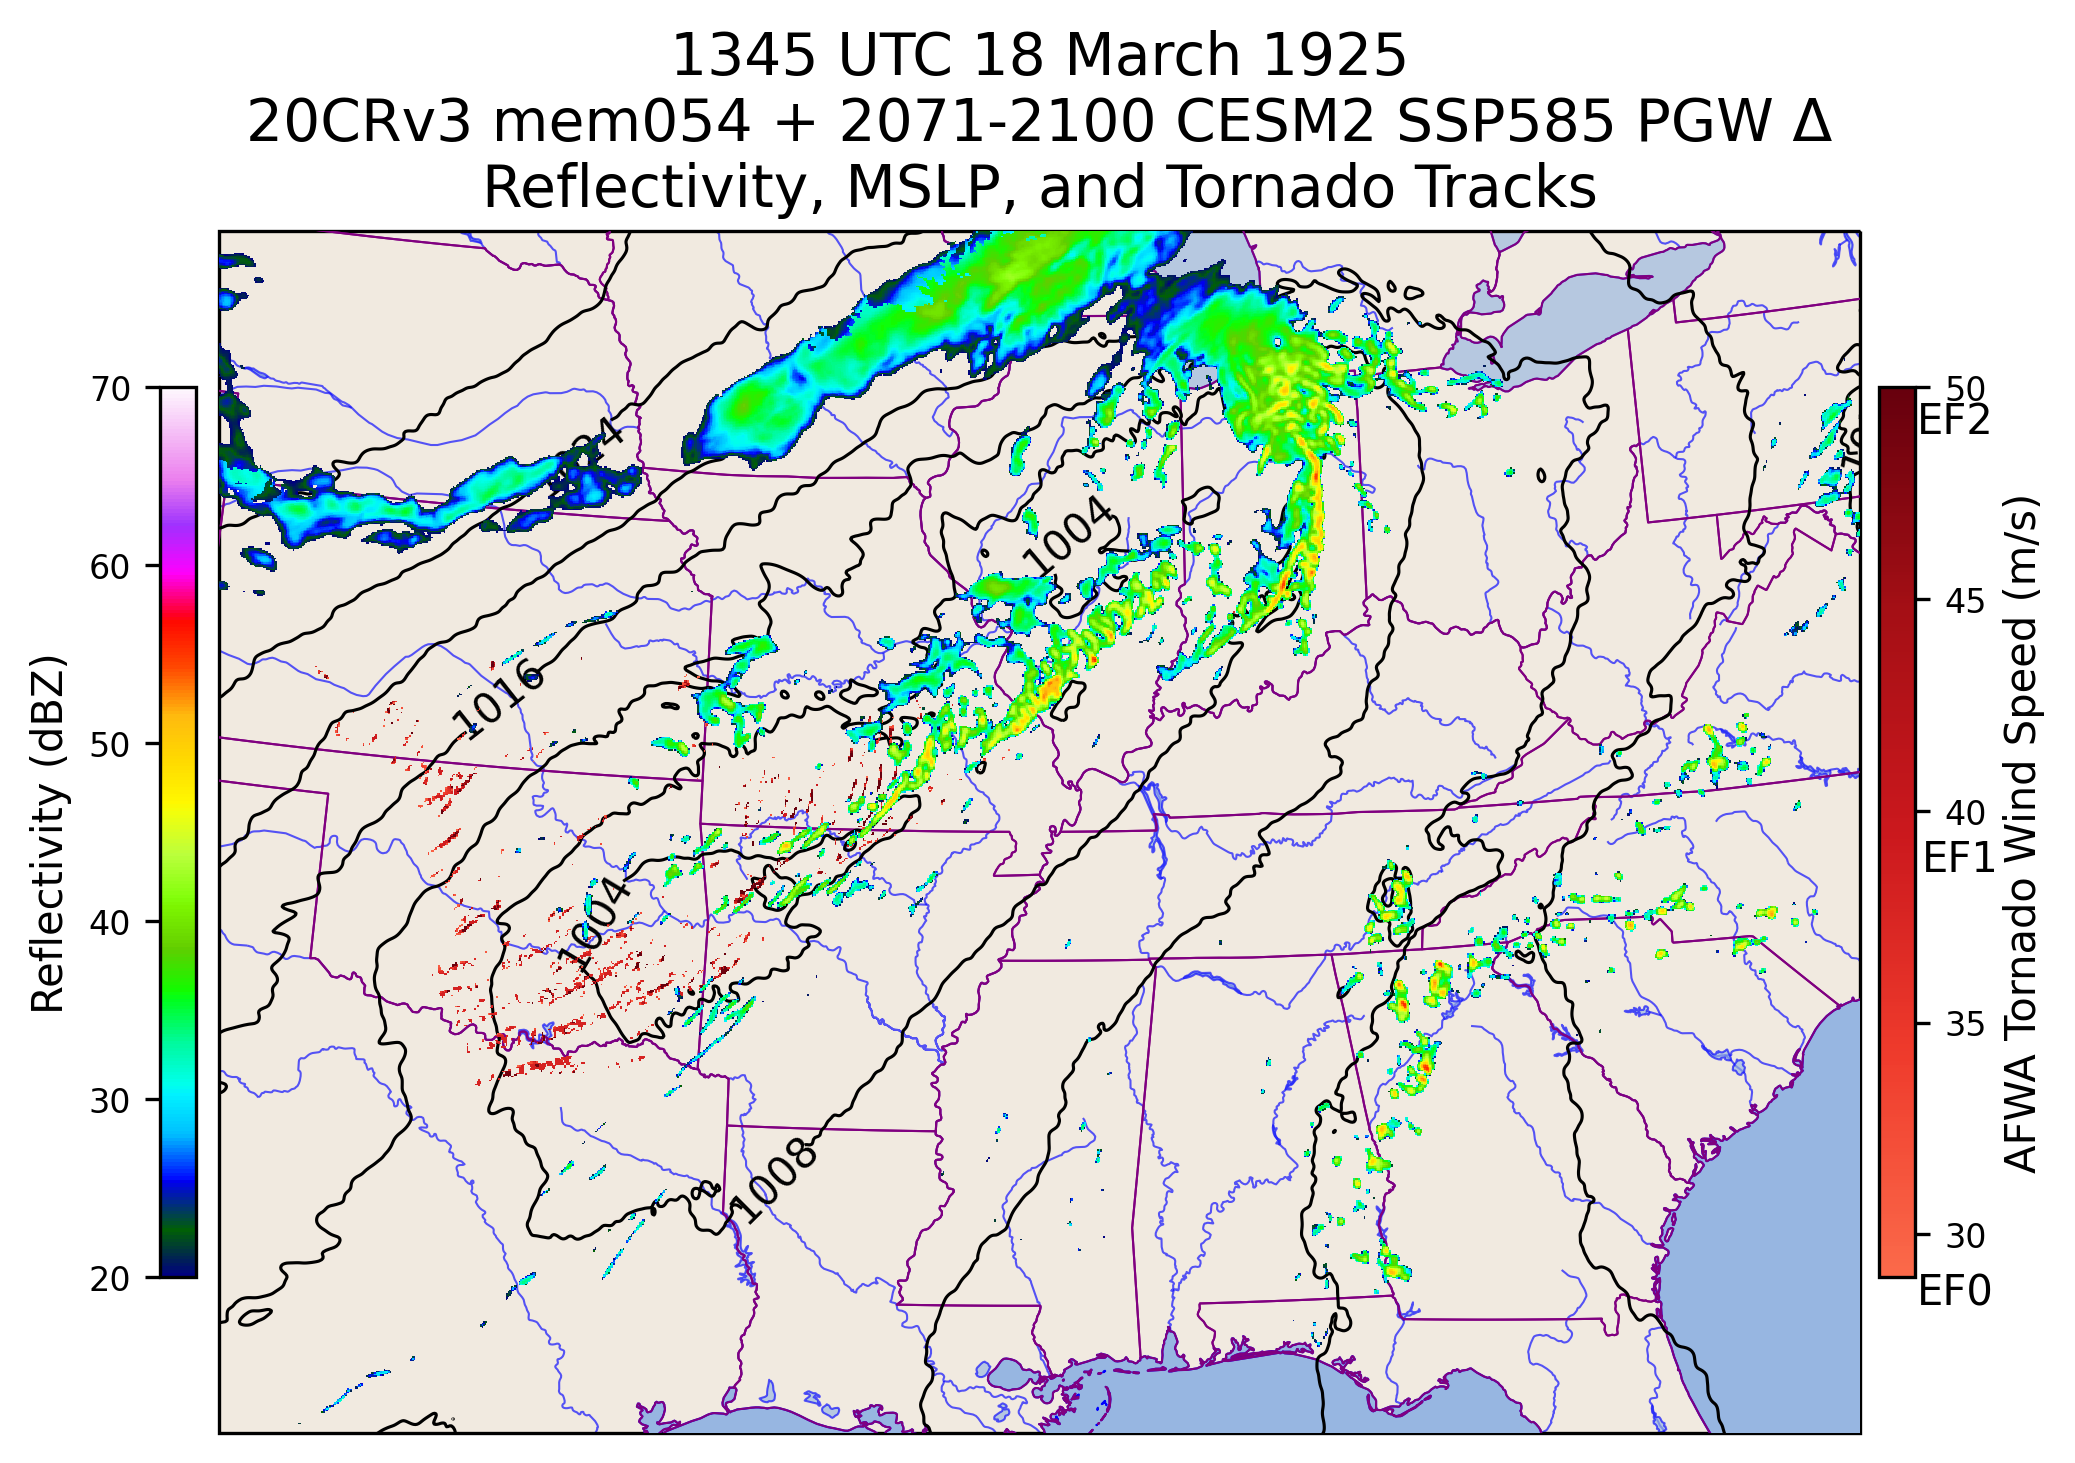 1345 UTC 18 March 1925
20CRv3 mem054 + 2071-2100 CESM2 SSP585 PGW Δ
Reflectivity, MSLP, and Tornado Tracks
70
60
50
40
30
20
Reflectivity (dBZ)
1004
1016
1004
1008
50
EF2
45
40
EF1
35
30
EF0
AFWA Tornado Wind Speed (m/s)